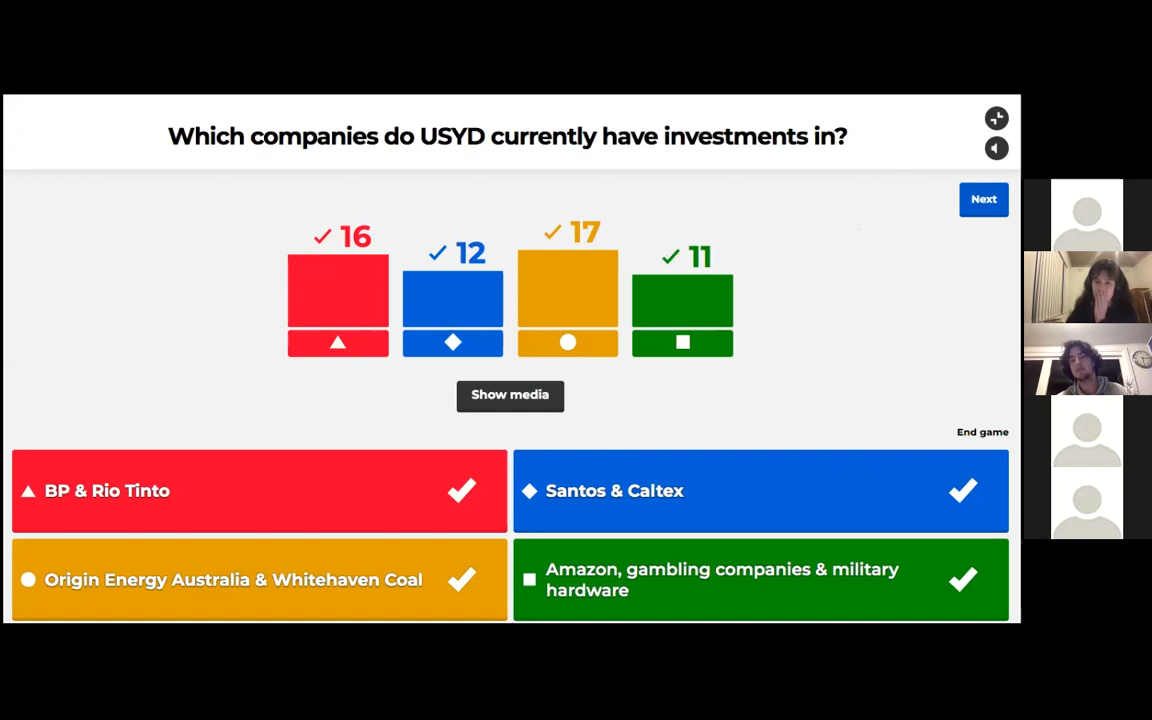 Which companies do USYD currently have investments in?
Next
16
12
17
11
Show media
End game
BP & Rio Tinto
Santos & Caltex
Origin Energy Australia & Whitehaven Coal
Amazon, gambling companies & military
hardware